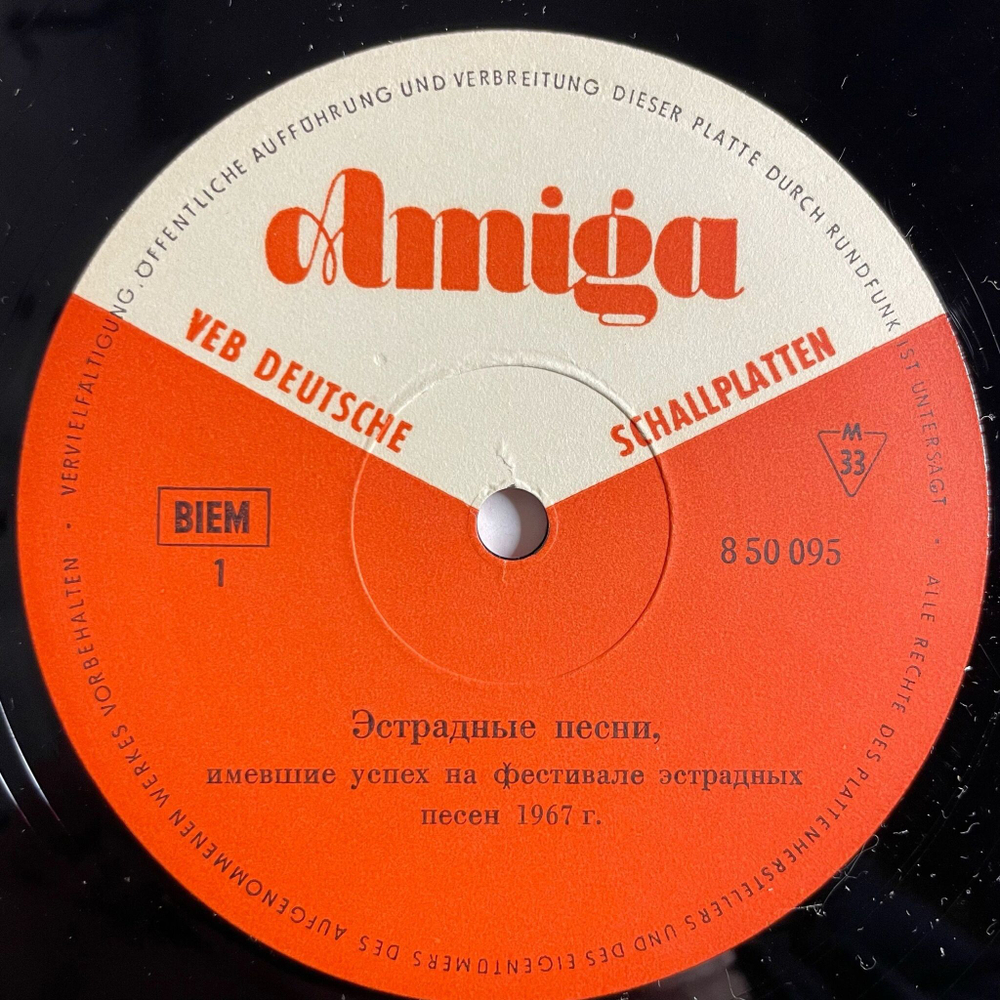 ALLE RECHTE DES PLATTENHERSTELLERS UND DES EIGENTÜMERS DES AUFGENOMMENEN WERKES VORBEHALTEN · VERVIELFÄLTIGUNG, ÖFFENTLICHE AUFFÜHRUNG UND VERBREITUNG DIESER PLATTE DURCH RUNDFUNK IST UNTERSAGT ·
Amiga
VEB DEUTSCHE SCHALLPLATTEN
M
33
BIEM
1
8 50 095
Эстрадные песни,
имевшие успех на фестивале эстрадных
песен 1967 г.